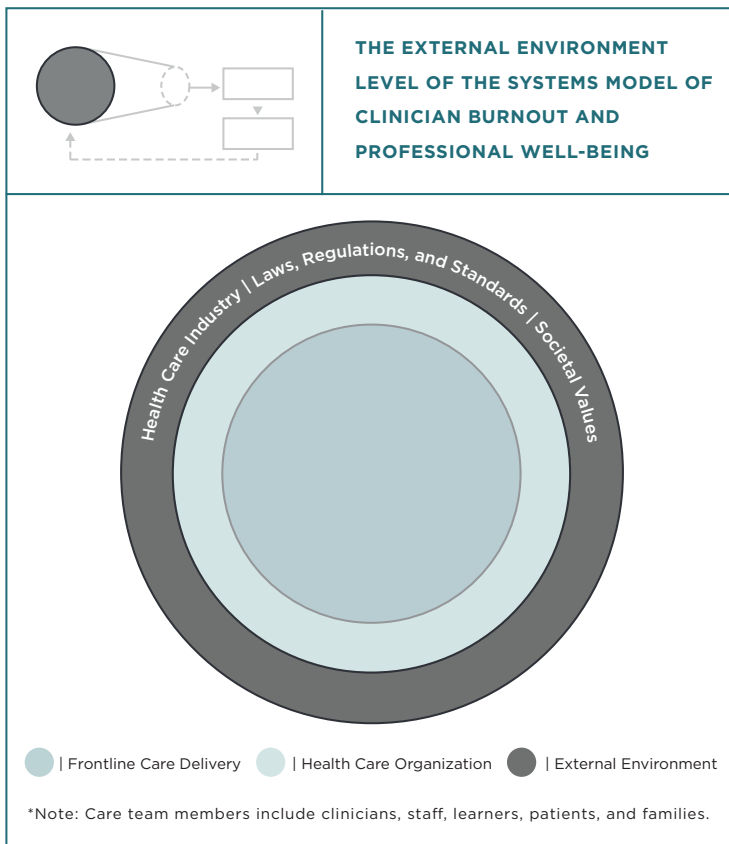 THE EXTERNAL ENVIRONMENT
LEVEL OF THE SYSTEMS MODEL OF
CLINICIAN BURNOUT AND
PROFESSIONAL WELL-BEING
Health Care Industry | Laws, Regulations, and Standards | Societal Values
| Frontline Care Delivery | Health Care Organization | External Environment
*Note: Care team members include clinicians, staff, learners, patients, and families.